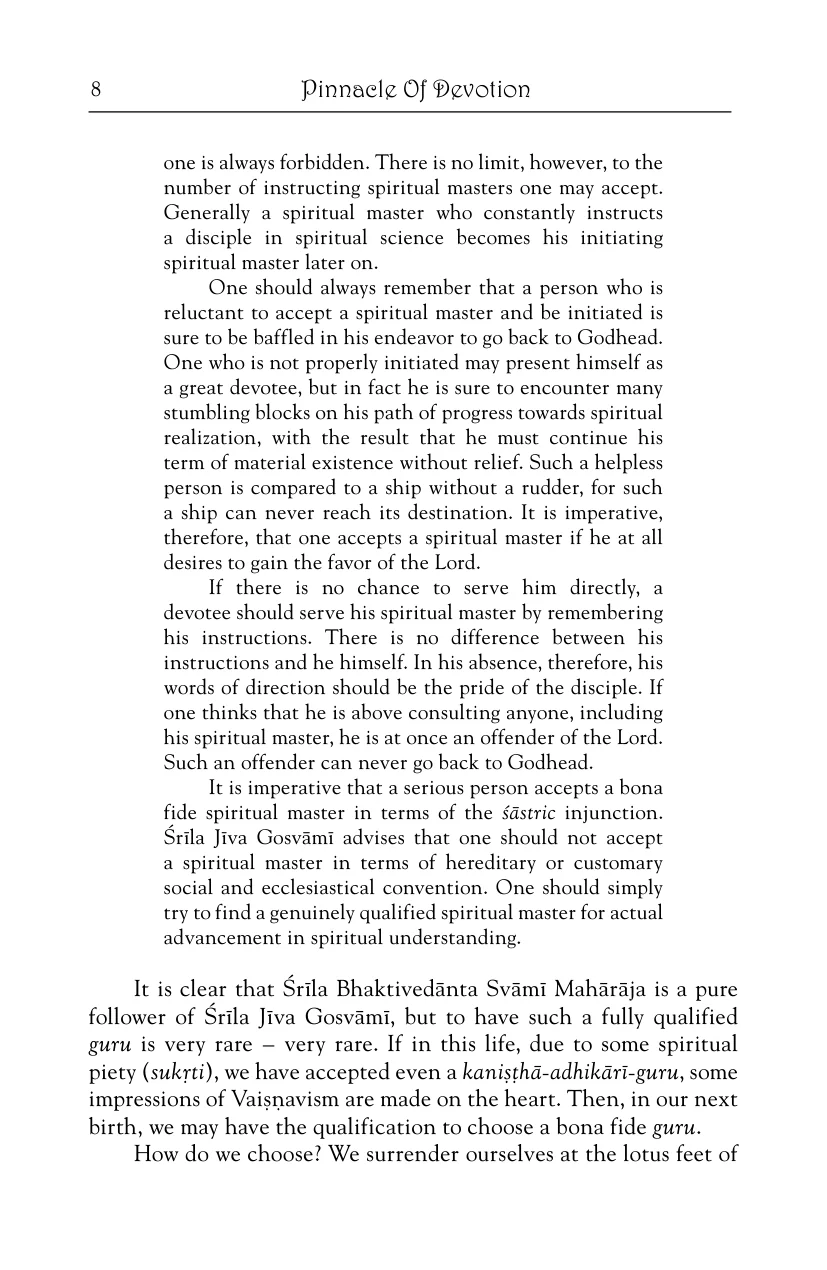 8 Pinnacle Of Devotion
one is always forbidden. There is no limit, however, to the
number of instructing spiritual masters one may accept.
Generally a spiritual master who constantly instructs
a disciple in spiritual science becomes his initiating
spiritual master later on.
One should always remember that a person who is
reluctant to accept a spiritual master and be initiated is
sure to be baffled in his endeavor to go back to Godhead.
One who is not properly initiated may present himself as
a great devotee, but in fact he is sure to encounter many
stumbling blocks on his path of progress towards spiritual
realization, with the result that he must continue his
term of material existence without relief. Such a helpless
person is compared to a ship without a rudder, for such
a ship can never reach its destination. It is imperative,
therefore, that one accepts a spiritual master if he at all
desires to gain the favor of the Lord.
If there is no chance to serve him directly, a
devotee should serve his spiritual master by remembering
his instructions. There is no difference between his
instructions and he himself. In his absence, therefore, his
words of direction should be the pride of the disciple. If
one thinks that he is above consulting anyone, including
his spiritual master, he is at once an offender of the Lord.
Such an offender can never go back to Godhead.
It is imperative that a serious person accepts a bona
fide spiritual master in terms of the śāstric injunction.
Śrīla Jīva Gosvāmī advises that one should not accept
a spiritual master in terms of hereditary or customary
social and ecclesiastical convention. One should simply
try to find a genuinely qualified spiritual master for actual
advancement in spiritual understanding.
It is clear that Śrīla Bhaktivedānta Svāmī Mahārāja is a pure
follower of Śrīla Jīva Gosvāmī, but to have such a fully qualified
guru is very rare – very rare. If in this life, due to some spiritual
piety (sukṛti), we have accepted even a kaniṣṭhā-adhikārī-guru, some
impressions of Vaiṣṇavism are made on the heart. Then, in our next
birth, we may have the qualification to choose a bona fide guru.
How do we choose? We surrender ourselves at the lotus feet of